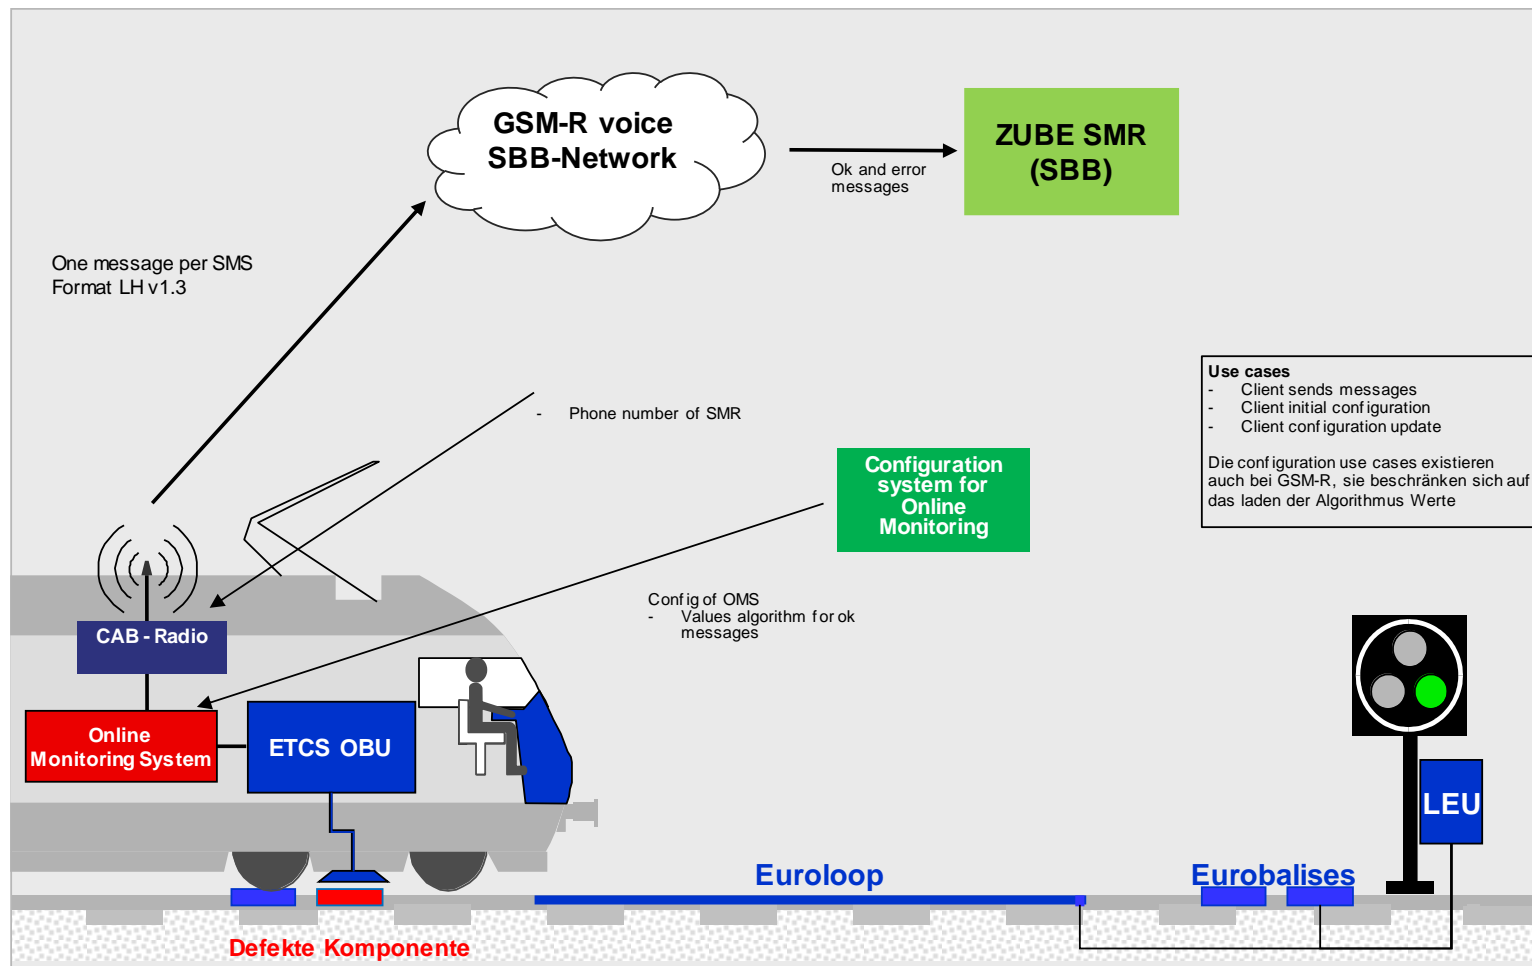 GSM-R voice
SBB-Network
ZUBE SMR
(SBB)
Ok and error
messages
One message per SMS
Format LH v1.3
Use cases
- Client sends messages
- Client initial configuration
- Client configuration update
Die configuration use cases existieren
auch bei GSM-R, sie beschränken sich auf
das laden der Algorithmus Werte
- Phone number of SMR
Configuration
system for
Online
Monitoring
Config of OMS
- Values algorithm for ok
messages
CAB - Radio
Online
Monitoring System
ETCS OBU
LEU
Euroloop
Eurobalises
Defekte Komponente